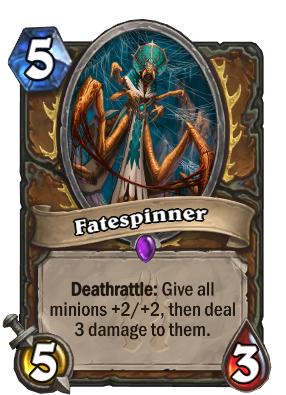 5
Fatespinner
Deathrattle: Give all
minions +2/+2, then deal
3 damage to them.
5
3